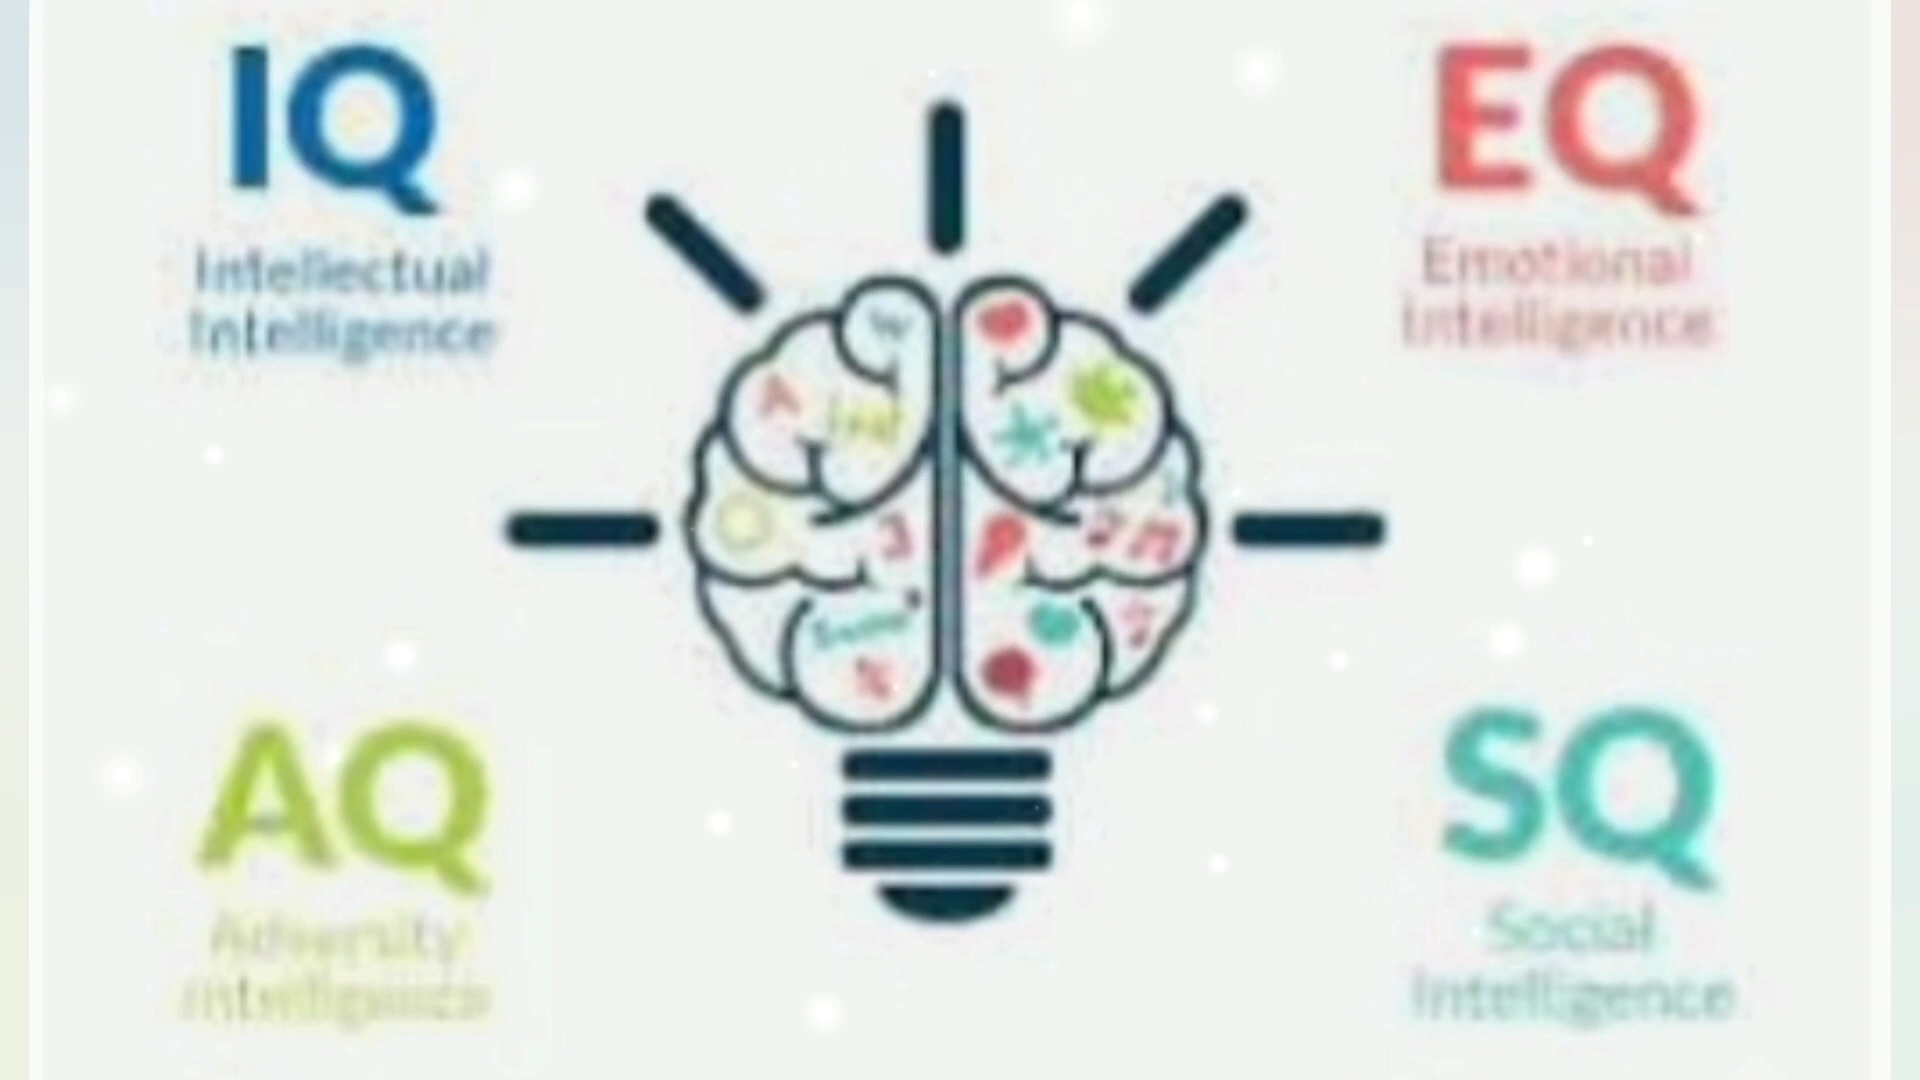 IQ
Intellectual
Intelligence
EQ
Emotional
Intelligence
AQ
Adversity
Intelligence
SQ
Social
Intelligence